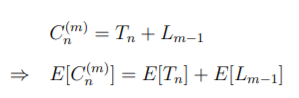 C_n^{(m)} = T_n + L_{m-1}
⇒ E[C_n^{(m)}] = E[T_n] + E[L_{m-1}]